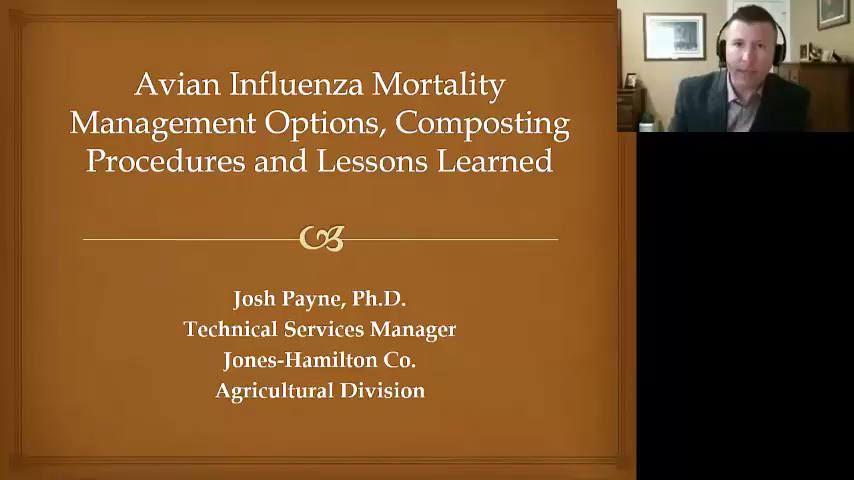 Avian Influenza Mortality
Management Options, Composting
Procedures and Lessons Learned
Josh Payne, Ph.D.
Technical Services Manager
Jones-Hamilton Co.
Agricultural Division